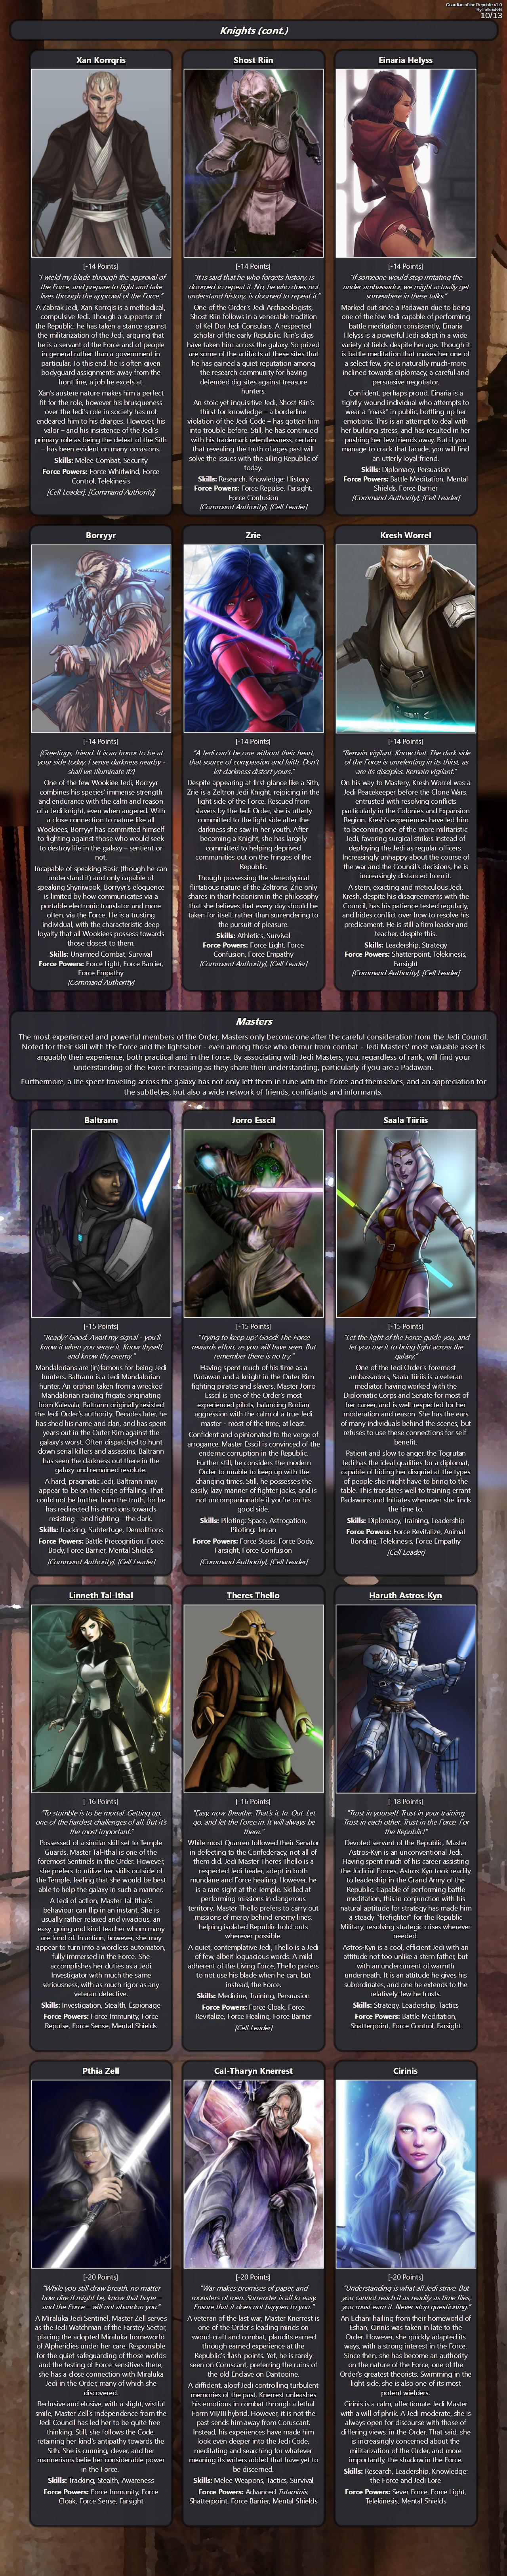 Guardian of the Republic v1.0
10/13
Knights (cont.)
Xan Korrqris
[-14 Points]
"I wield my blade through the approval of
the Force, and prepare to fight and take
lives through the approval of the Force."
A Zabrak Jedi, Xan Korrqris is a methodical,
compulsive Jedi. Though a supporter of
the Republic, he has taken a stance against
the militarization of the Jedi, arguing that
he is a servant of the Force and of people
in general rather than a government in
particular. To this end, he is often given
bodyguard assignments away from the
front line, a job he excels at.
Xan's austere nature makes him a perfect
fit for the role, however his brusqueness
over the Jedi's role in society has not
endeared him to his charges. However, his
valor – and his insistence of the Jedi's
primary role as being the defeat of the Sith
– has been evident on many occasions.
Skills: Melee Combat, Security
Force Powers: Force Whirlwind, Force
Control, Telekinesis
[Cell Leader], [Command Authority]
Shost Riin
[-14 Points]
"It is said that he who forgets history, is
doomed to repeat it. No, he who does not
understand history, is doomed to repeat it."
One of the Order's Jedi Archaeologists,
Shost Riin follows in a venerable tradition
of Kel Dor Jedi Consulars. A respected
scholar of the early Republic, Riin's digs
have taken him across the galaxy. So prized
are some of the artifacts at these sites that
he has gained a quiet reputation among
the research community for having
defended dig sites against treasure
hunters.
An stoic yet inquisitive Jedi, Shost Riin's
thirst for knowledge – a borderline
violation of the Jedi Code – has gotten him
into trouble before. Still, he has continued
with his trademark relentlessness, certain
that revealing the truth of ages past will
solve the issues with the ailing Republic of
today.
Skills: Research, Knowledge: History
Force Powers: Force Repulse, Farsight,
Force Confusion
[Command Authority], [Cell Leader]
Einaria Helyss
[-14 Points]
"If someone would stop irritating the
under-ambassador, we might actually get
somewhere in these talks."
Marked out since a Padawan due to being
one of the few Jedi capable of performing
battle meditation consistently, Einaria
Helyss is a powerful Jedi adept in a wide
variety of fields despite her age. Though it
is battle meditation that makes her one of
a select few, she is naturally much more
inclined towards diplomacy, a careful and
persuasive negotiator.
Confident, perhaps proud, Einaria is a
tightly-wound individual who attempts to
wear a "mask" in public, bottling up her
emotions. This is an attempt to deal with
her building stress, and has resulted in her
pushing her few friends away. But if you
manage to crack that facade, you will find
an utterly loyal friend.
Skills: Diplomacy, Persuasion
Force Powers: Battle Meditation, Mental
Shields, Force Barrier
[Command Authority], [Cell Leader]
Borryyr
[-14 Points]
[Greetings, friend. It is an honor to be at
your side today. I sense darkness nearby -
shall we illuminate it?]
One of the few Wookiee Jedi, Borryyr
combines his species' immense strength
and endurance with the calm and reason
of a Jedi knight, even when angered. With
a close connection to nature like all
Wookiees, Borryyr has committed himself
to fighting against those who would seek
to destroy life in the galaxy – sentient or
not.
Incapable of speaking Basic (though he can
understand it) and only capable of
speaking Shyriiwook, Borryyr's eloquence
is limited by how communicates via a
portable electronic translator and more
often, via the Force. He is a trusting
individual, with the characteristic deep
loyalty that all Wookiees possess towards
those closest to them.
Skills: Unarmed Combat, Survival
Force Powers: Force Light, Force Barrier,
Force Empathy
[Command Authority]
Zrie
[-14 Points]
"A Jedi can't be one without their heart,
that source of compassion and faith. Don't
let darkness distort yours."
Despite appearing at first glance like a Sith,
Zrie is a Zeltron Jedi Knight, rejoicing in the
light side of the Force. Rescued from
slavers by the Jedi Order, she is utterly
committed to the light side after the
darkness she saw in her youth. After
becoming a Knight, she has largely
committed to helping deprived
communities out on the fringes of the
Republic.
Though possessing the stereotypical
flirtatious nature of the Zeltrons, Zrie only
shares in their hedonism in the philosophy
that she believes that every day should be
taken for itself, rather than surrendering to
the pursuit of pleasure.
Skills: Athletics, Survival
Force Powers: Force Light, Force
Confusion, Force Empathy
[Command Authority], [Cell Leader]
Kresh Worrel
[-14 Points]
"Remain vigilant. Know that. The dark side
of the Force is unrelenting in its thirst, as
are its disciples. Remain vigilant."
On his way to Mastery, Kresh Worrel was a
Jedi Peacekeeper before the Clone Wars,
entrusted with resolving conflicts
particularly in the Colonies and Expansion
Region. Kresh's experiences have led him
to becoming one of the more militaristic
Jedi, favoring surgical strikes instead of
deploying the Jedi as regular officers.
Increasingly unhappy about the course of
the war and the Council's decisions, he is
increasingly distanced from it.
A stern, exacting and meticulous Jedi,
Kresh, despite his disagreements with the
Council, has his patience tested regularly,
and hides conflict over how to resolve his
predicament. He is still a firm leader and
teacher, despite this.
Skills: Leadership, Strategy
Force Powers: Shatterpoint, Telekinesis,
Farsight
[Command Authority], [Cell Leader]
Masters
The most experienced and powerful members of the Order, Masters only become one after the careful consideration from the Jedi Council.
Noted for their skill with the Force and the lightsaber - even among those who demur from combat - Jedi Masters' most valuable asset is
arguably their experience, both practical and in the Force. By associating with Jedi Masters, you, regardless of rank, will find your
understanding of the Force increasing as they share their understanding, particularly if you are a Padawan.
Furthermore, a life spent traveling across the galaxy has not only left them in tune with the Force and themselves, and an appreciation for
the subtleties, but also a wide network of friends, confidants and informants.
Baltrann
[-15 Points]
"Ready? Good. Await my signal - you'll
know it when you sense it. Know thyself,
and know thy enemy."
Mandalorians are (in)famous for being Jedi
hunters. Baltrann is a Jedi Mandalorian
hunter. An orphan taken from a wrecked
Mandalorian raiding frigate originating
from Kalevala, Baltrann originally resisted
the Jedi Order's authority. Decades later, he
has shed his name and clan, and has spent
years out in the Outer Rim against the
galaxy's worst. Often dispatched to hunt
down serial killers and assassins, Baltrann
has seen the darkness out there in the
galaxy and remained resolute.
A hard, pragmatic Jedi, Baltrann may
appear to be on the edge of falling. That
could not be further from the truth, for he
has redirected his emotions towards
resisting - and fighting - the dark.
Skills: Tracking, Subterfuge, Demolitions
Force Powers: Battle Precognition, Force
Body, Force Barrier, Mental Shields
[Command Authority], [Cell Leader]
Jorro Esscil
[-15 Points]
"Trying to keep up? Good! The Force
rewards effort, as you will have seen. But
remember there is no try."
Having spent much of his time as a
Padawan and a knight in the Outer Rim
fighting pirates and slavers, Master Jorro
Esscil is one of the Order's most
experienced pilots, balancing Rodian
aggression with the calm of a true Jedi
master - most of the time, at least.
Confident and opinionated to the verge of
arrogance, Master Esscil is convinced of the
endemic corruption in the Republic.
Further still, he considers the modern
Order to unable to keep up with the
changing times. Still, he possesses the
easy, lazy manner of fighter jocks, and is
not uncompanionable if you're on his
good side.
Skills: Piloting: Space, Astrogation,
Piloting: Terran
Force Powers: Force Stasis, Force Body,
Farsight, Force Confusion
[Command Authority], [Cell Leader]
Saala Tiiriis
[-15 Points]
"Let the light of the Force guide you, and
let you use it to bring light across the
galaxy."
One of the Jedi Order's foremost
ambassadors, Saala Tiiriis is a veteran
mediator, having worked with the
Diplomatic Corps and Senate for most of
her career, and is well-respected for her
moderation and reason. She has the ears
of many individuals behind the scenes, but
refuses to use these connections for self-
benefit.
Patient and slow to anger, the Togrutan
Jedi has the ideal qualities for a diplomat,
capable of hiding her disquiet at the types
of people she might have to bring to the
table. This translates well to training errant
Padawans and Initiates whenever she finds
the time to.
Skills: Diplomacy, Training, Leadership
Force Powers: Force Revitalize, Animal
Bonding, Telekinesis, Force Empathy
[Cell Leader]
Linneth Tal-Ithal
[-16 Points]
"To stumble is to be mortal. Getting up,
one of the hardest challenges of all. But it's
the most important."
Possessed of a similar skill set to Temple
Guards, Master Tal-Ithal is one of the
foremost Sentinels in the Order. However,
she prefers to utilize her skills outside of
the Temple, feeling that she would be best
able to help the galaxy in such a manner.
A Jedi of action, Master Tal-Ithal's
behaviour can flip in an instant. She is
usually rather relaxed and vivacious, an
easy-going and kind teacher whom many
are fond of. In action, however, she may
appear to turn into a wordless automaton,
fully immersed in the Force. She
accomplishes her duties as a Jedi
Investigator with much the same
seriousness, with as much rigor as any
veteran detective.
Skills: Investigation, Stealth, Espionage
Force Powers: Force Immunity, Force
Repulse, Force Sense, Mental Shields
Theres Thello
[-16 Points]
"Easy, now. Breathe. That's it. In. Out. Let
go, and let the Force in. It will always be
there."
While most Quarren followed their Senator
in defecting to the Confederacy, not all of
them did. Jedi Master Theres Thello is a
respected Jedi healer, adept in both
mundane and Force healing. However, he
is a rare sight at the Temple. Skilled at
performing missions in dangerous
territory, Master Thello prefers to carry out
missions of mercy behind enemy lines,
helping isolated Republic hold outs
wherever possible.
A quiet, contemplative Jedi, Thello is a Jedi
of few, albeit loquacious words. A mild
adherent of the Living Force, Thello prefers
to not use his blade when he can, but
instead, the Force.
Skills: Medicine, Training, Persuasion
Force Powers: Force Cloak, Force
Revitalize, Force Healing, Force Barrier
[Cell Leader]
Haruth Astros-Kyn
[-18 Points]
"Trust in yourself. Trust in your training.
Trust in each other. Trust in the Force. For
the Republic!"
Devoted servant of the Republic, Master
Astros-Kyn is an unconventional Jedi.
Having spent much of his career assisting
the Judicial Forces, Astros-Kyn took readily
to leadership in the Grand Army of the
Republic. Capable of performing battle
meditation, this in conjunction with his
natural aptitude for strategy has made him
a steady "firefighter" for the Republic
Military, resolving strategic crises wherever
needed.
Astros-Kyn is a cool, efficient Jedi with an
attitude not too unlike a stern father, but
with an undercurrent of warmth
underneath. It is an attitude he gives his
subordinates, and one he extends to the
relatively-few he trusts.
Skills: Strategy, Leadership, Tactics
Force Powers: Battle Meditation,
Shatterpoint, Force Control, Farsight
Pthia Zell
[-20 Points]
"While you still draw breath, no matter
how dire it might be, know that hope –
and the Force – will not abandon you."
A Miraluka Jedi Sentinel, Master Zell serves
as the Jedi Watchman of the Farstey Sector,
placing the adopted Miraluka homeworld
of Alpheridies under her care. Responsible
for the quiet safeguarding of those worlds
and the testing of Force-sensitives there,
she has a close connection with Miraluka
Jedi in the Order, many of which she
discovered.
Reclusive and elusive, with a slight, wistful
smile, Master Zell's independence from the
Jedi Council has led her to be quite free-
thinking. Still, she follows the Code,
retaining her kind's antipathy towards the
Sith. She is cunning, clever, and her
mannerisms belie her considerable power
in the Force.
Skills: Tracking, Stealth, Awareness
Force Powers: Force Immunity, Force
Cloak, Force Sense, Farsight
Cal-Tharyn Knerrest
[-20 Points]
"War makes promises of paper, and
monsters of men. Surrender is all to easy.
Ensure that it does not happen to you."
A veteran of the last war, Master Knerrest is
one of the Order's leading minds on
sword craft and combat, plaudits earned
through earned experience at the
Republic's flash points. Yet, he is rarely
seen on Coruscant, preferring the ruins of
the old Enclave on Dantooine.
A diffident, aloof Jedi controlling turbulent
memories of the past, Knerrest unleashes
his emotions in combat through a lethal
Form VII/III hybrid. However, it is not the
past sends him away from Coruscant.
Instead, his experiences have made him
look even deeper into the Jedi Code,
meditating and searching for whatever
meaning its writers added that have yet to
be discerned.
Skills: Melee Weapons, Tactics, Survival
Force Powers: Advanced Tutaminis,
Shatterpoint, Force Barrier, Mental Shields
Cirinis
[-20 Points]
"Understanding is what all Jedi strive. But
you cannot reach it as readily as time flies;
you must earn it. Never stop questioning."
An Echani hailing from their homeworld of
Eshan, Cirinis was taken in late to the
Order. However, she quickly adapted its
ways, with a strong interest in the Force.
Since then, she has become an authority
on the nature of the Force, one of the
Order's greatest theorists. Swimming in the
light side, she is also one of its most
potent wielders.
Cirinis is a calm, affectionate Jedi Master
with a will of phrik. A Jedi moderate, she is
always open for discourse with those of
differing views, in the Order. That said, she
is increasingly concerned about the
militarization of the Order, and more
importantly, the shadow in the Force.
Skills: Research, Leadership, Knowledge:
the Force and Jedi Lore
Force Powers: Sever Force, Force Light,
Telekinesis, Mental Shields